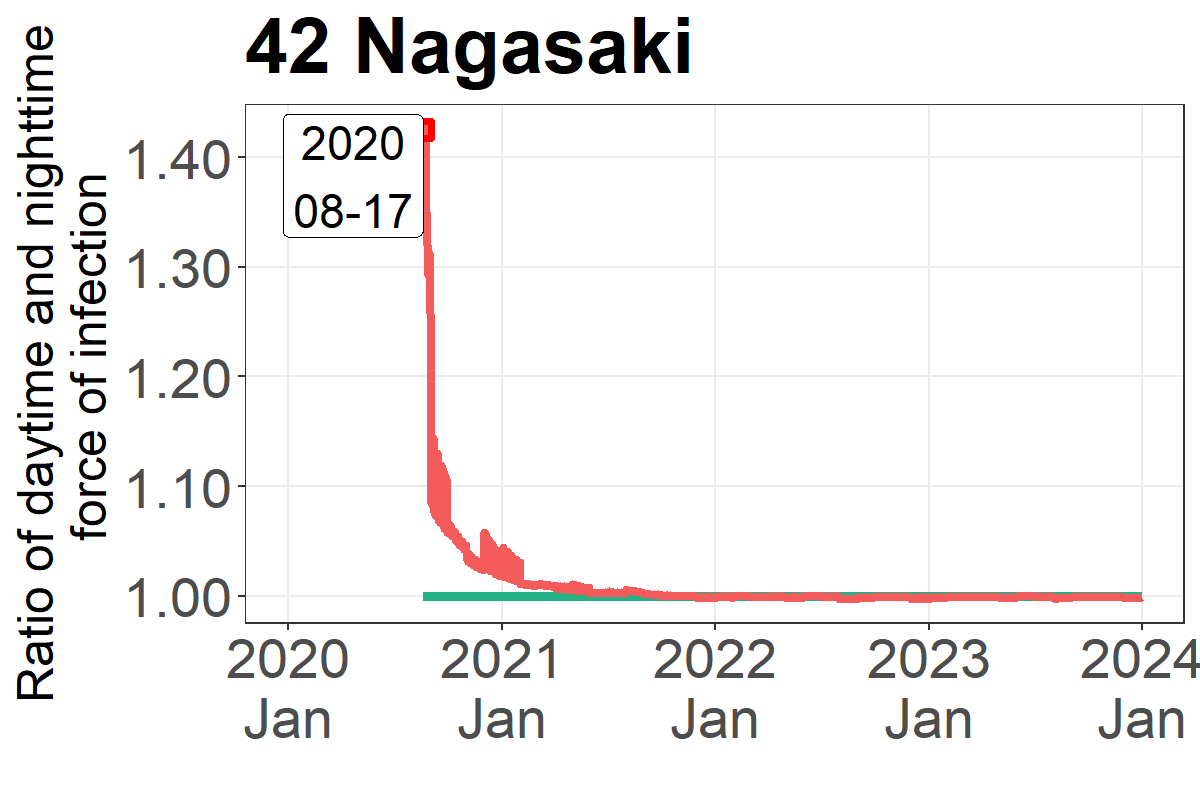 42 Nagasaki
Ratio of daytime and nighttime
force of infection
1.40
1.30
1.20
1.10
1.00
2020
08-17
2020
Jan
2021
Jan
2022
Jan
2023
Jan
2024
Jan